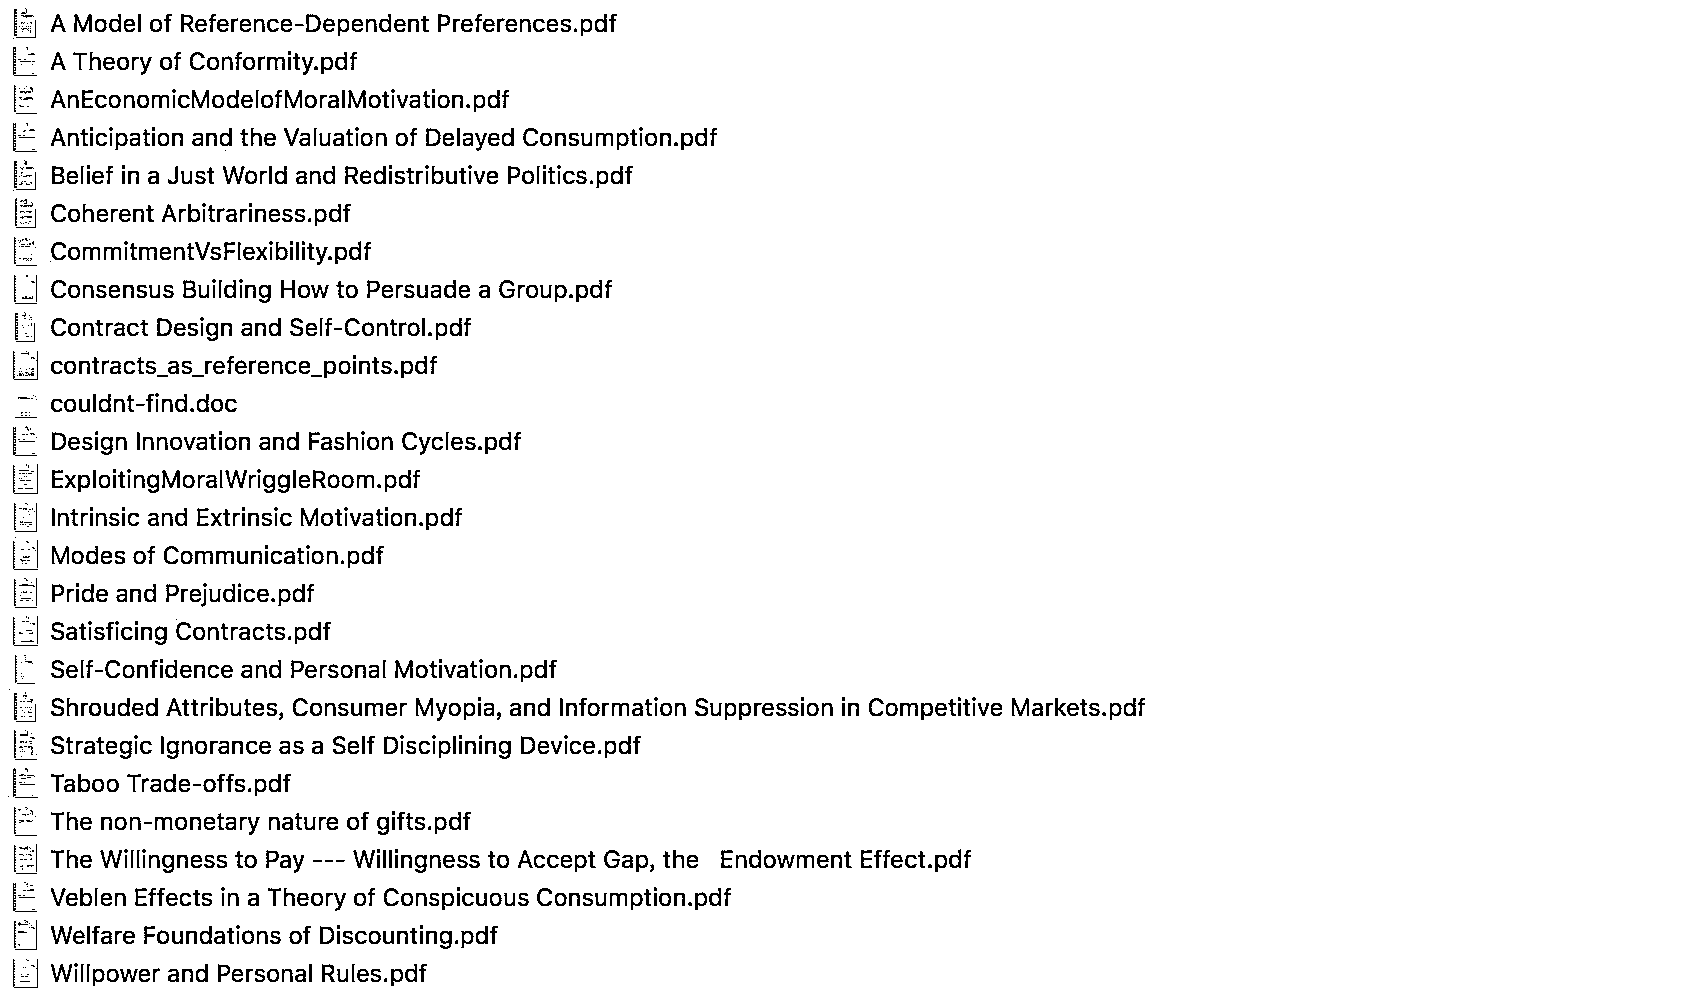 A Model of Reference-Dependent Preferences.pdf
A Theory of Conformity.pdf
AnEconomicModelofMoralMotivation.pdf
Anticipation and the Valuation of Delayed Consumption.pdf
Belief in a Just World and Redistributive Politics.pdf
Coherent Arbitrariness.pdf
CommitmentVsFlexibility.pdf
Consensus Building How to Persuade a Group.pdf
Contract Design and Self-Control.pdf
contracts_as_reference_points.pdf
couldnt-find.doc
Design Innovation and Fashion Cycles.pdf
ExploitingMoralWriggleRoom.pdf
Intrinsic and Extrinsic Motivation.pdf
Modes of Communication.pdf
Pride and Prejudice.pdf
Satisficing Contracts.pdf
Self-Confidence and Personal Motivation.pdf
Shrouded Attributes, Consumer Myopia, and Information Suppression in Competitive Markets.pdf
Strategic Ignorance as a Self Disciplining Device.pdf
Taboo Trade-offs.pdf
The non-monetary nature of gifts.pdf
The Willingness to Pay --- Willingness to Accept Gap, the   Endowment Effect.pdf
Veblen Effects in a Theory of Conspicuous Consumption.pdf
Welfare Foundations of Discounting.pdf
Willpower and Personal Rules.pdf